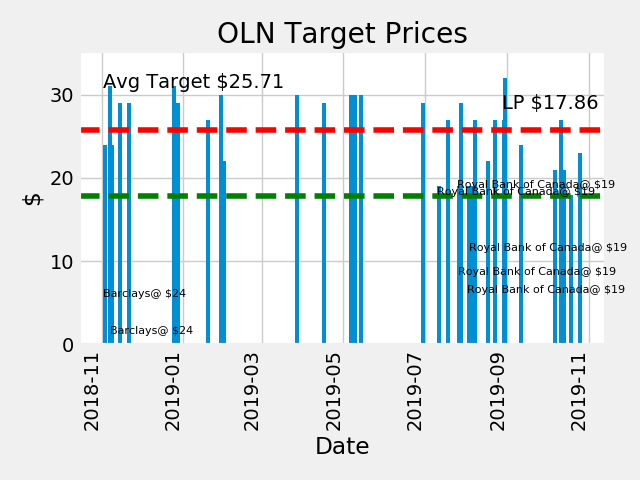 OLN Target Prices
Avg Target $25.71
LP $17.86
Royal Bank of Canada@ $19
Royal Bank of Canada@ $19
Royal Bank of Canada@ $19
Royal Bank of Canada@ $19
Royal Bank of Canada@ $19
Barclays@ $24
Barclays@ $24
$
30
20
10
0
2018-11
2019-01
2019-03
2019-05
2019-07
2019-09
2019-11
Date